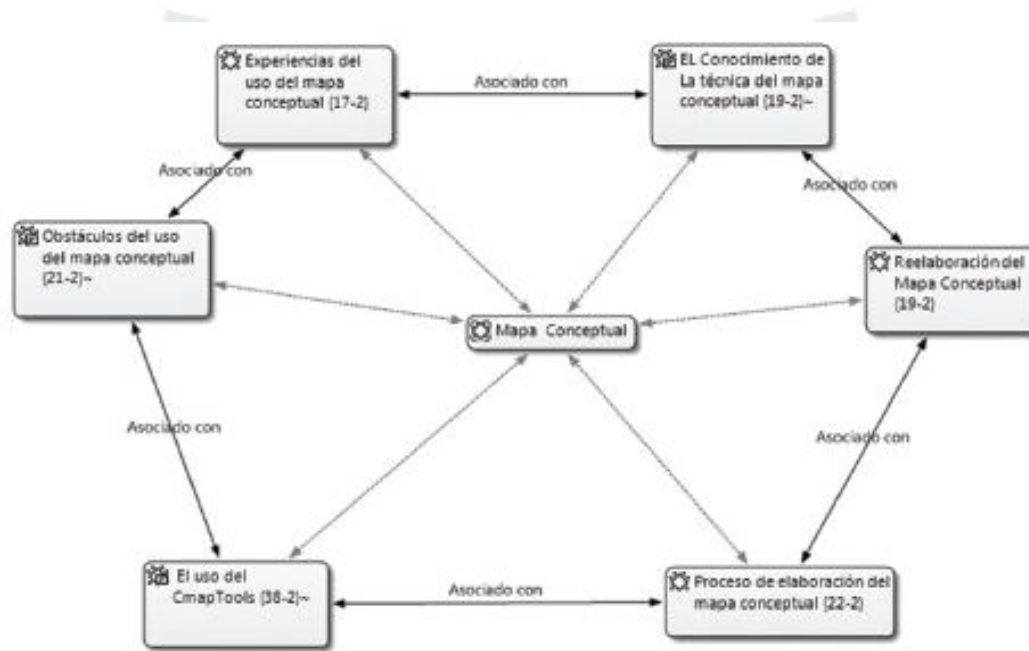 Experiencias del
uso del mapa
conceptual {17-2}
Asociado con
EL Conocimiento de
La técnica del mapa
conceptual {19-2}~
Asociado con
Asociado con
Obstáculos del uso
del mapa conceptual
{21-2}~
Reelaboración del
Mapa Conceptual
{19-2}
Mapa Conceptual
Asociado con
Asociado con
El uso del
CmapTools {38-2}~
Asociado con
Proceso de elaboración del
mapa conceptual {22-2}